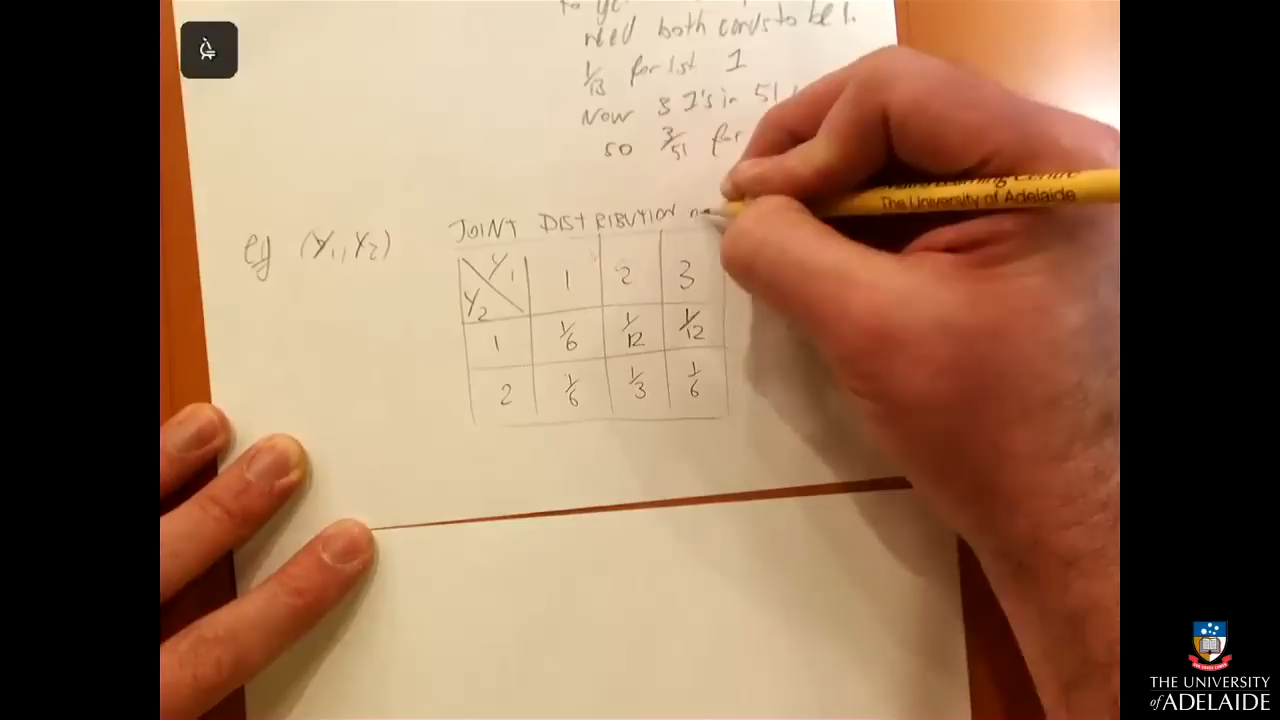 need both cards to be 1.
1/13 for 1st 1
Now 3 1's in 51
so 3/51 for
JOINT DISTRIBUTION
eg (Y₁, Y₂)
Y₁ 1 2 3
Y₂
1 1/6 1/12 1/12
2 1/6 1/3 1/6
The University of Adelaide
THE UNIVERSITY
of ADELAIDE